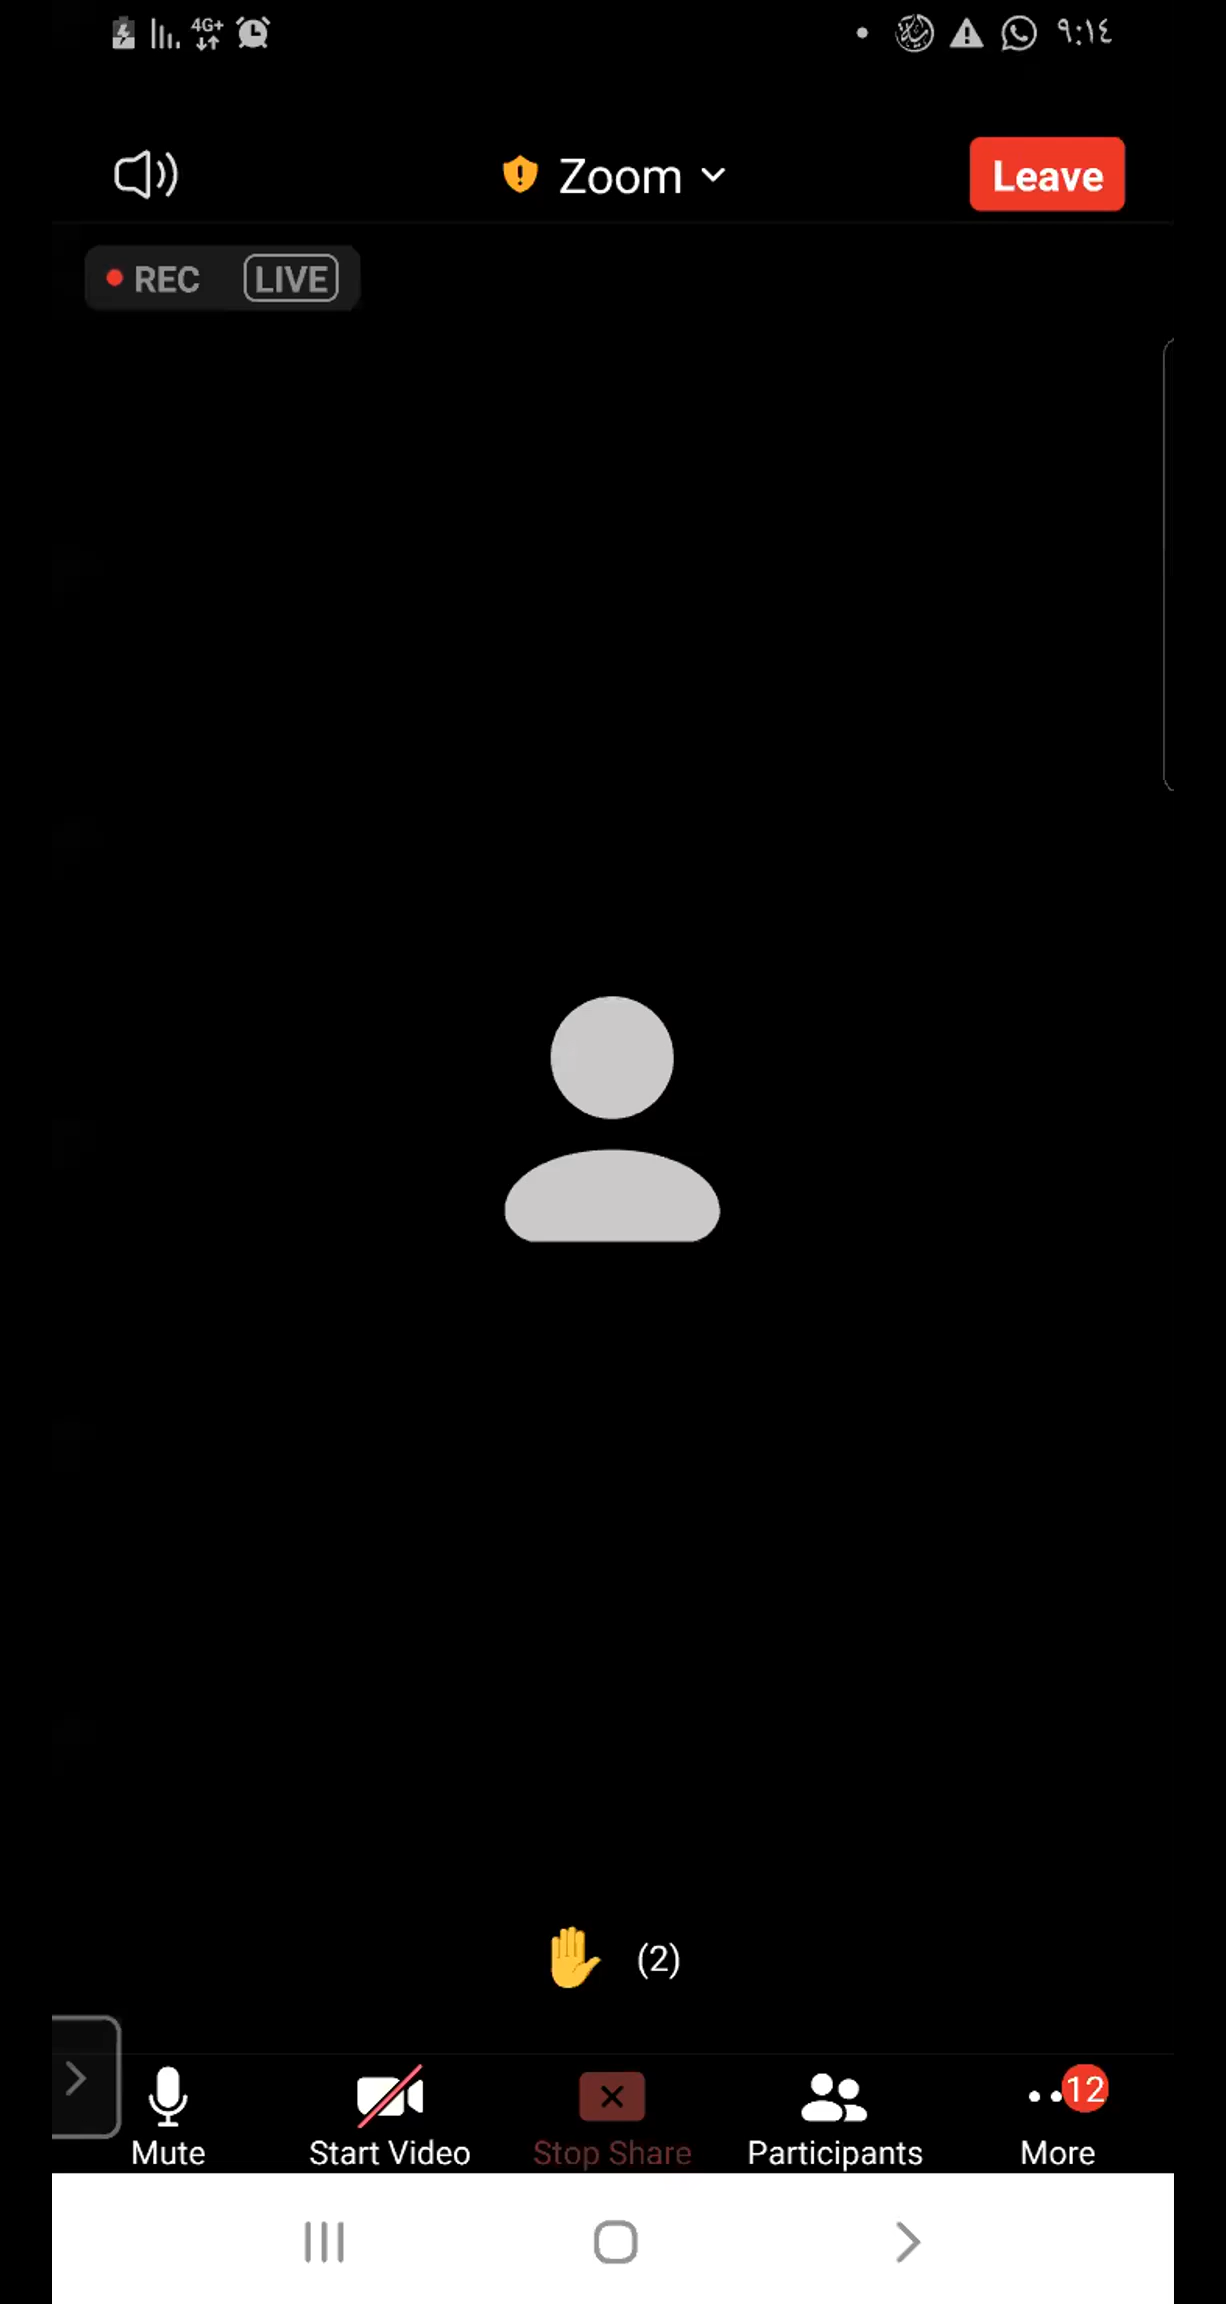 4G+ ٩:١٤
Zoom Leave
REC LIVE
(2)
Mute Start Video Stop Share Participants More 12